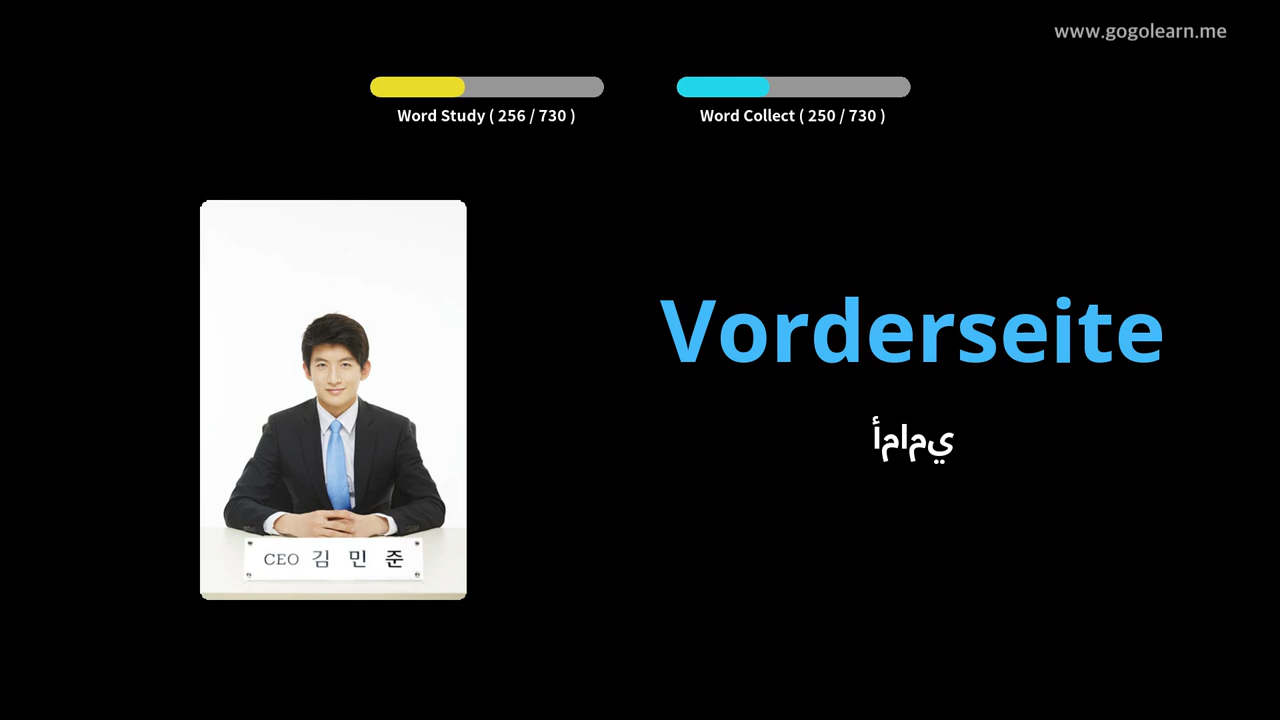 www.gogolearn.me
Word Study ( 256 / 730 )
Word Collect ( 250 / 730 )
Vorderseite
أمامي
CEO 김 민 준